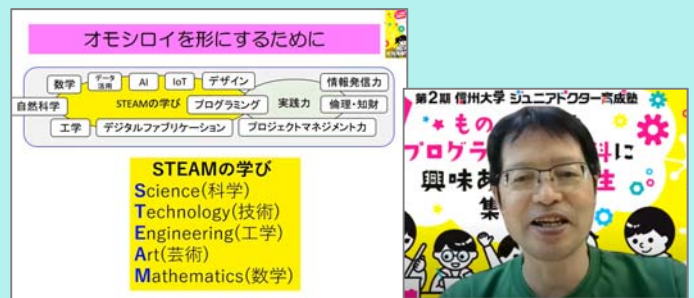 オモシロイを形にするために
数学
データ
活用
AI
IoT
デザイン
情報発信力
自然科学
STEAMの学び
プログラミング
実践力
倫理・知財
工学
デジタルファブリケーション
プロジェクトマネジメント力
STEAMの学び
Science(科学)
Technology(技術)
Engineering(工学)
Art(芸術)
Mathematics(数学)
第2期 信州大学 ジュニアドクター育成塾
もの
プログラ
科に
興味あ
生
集